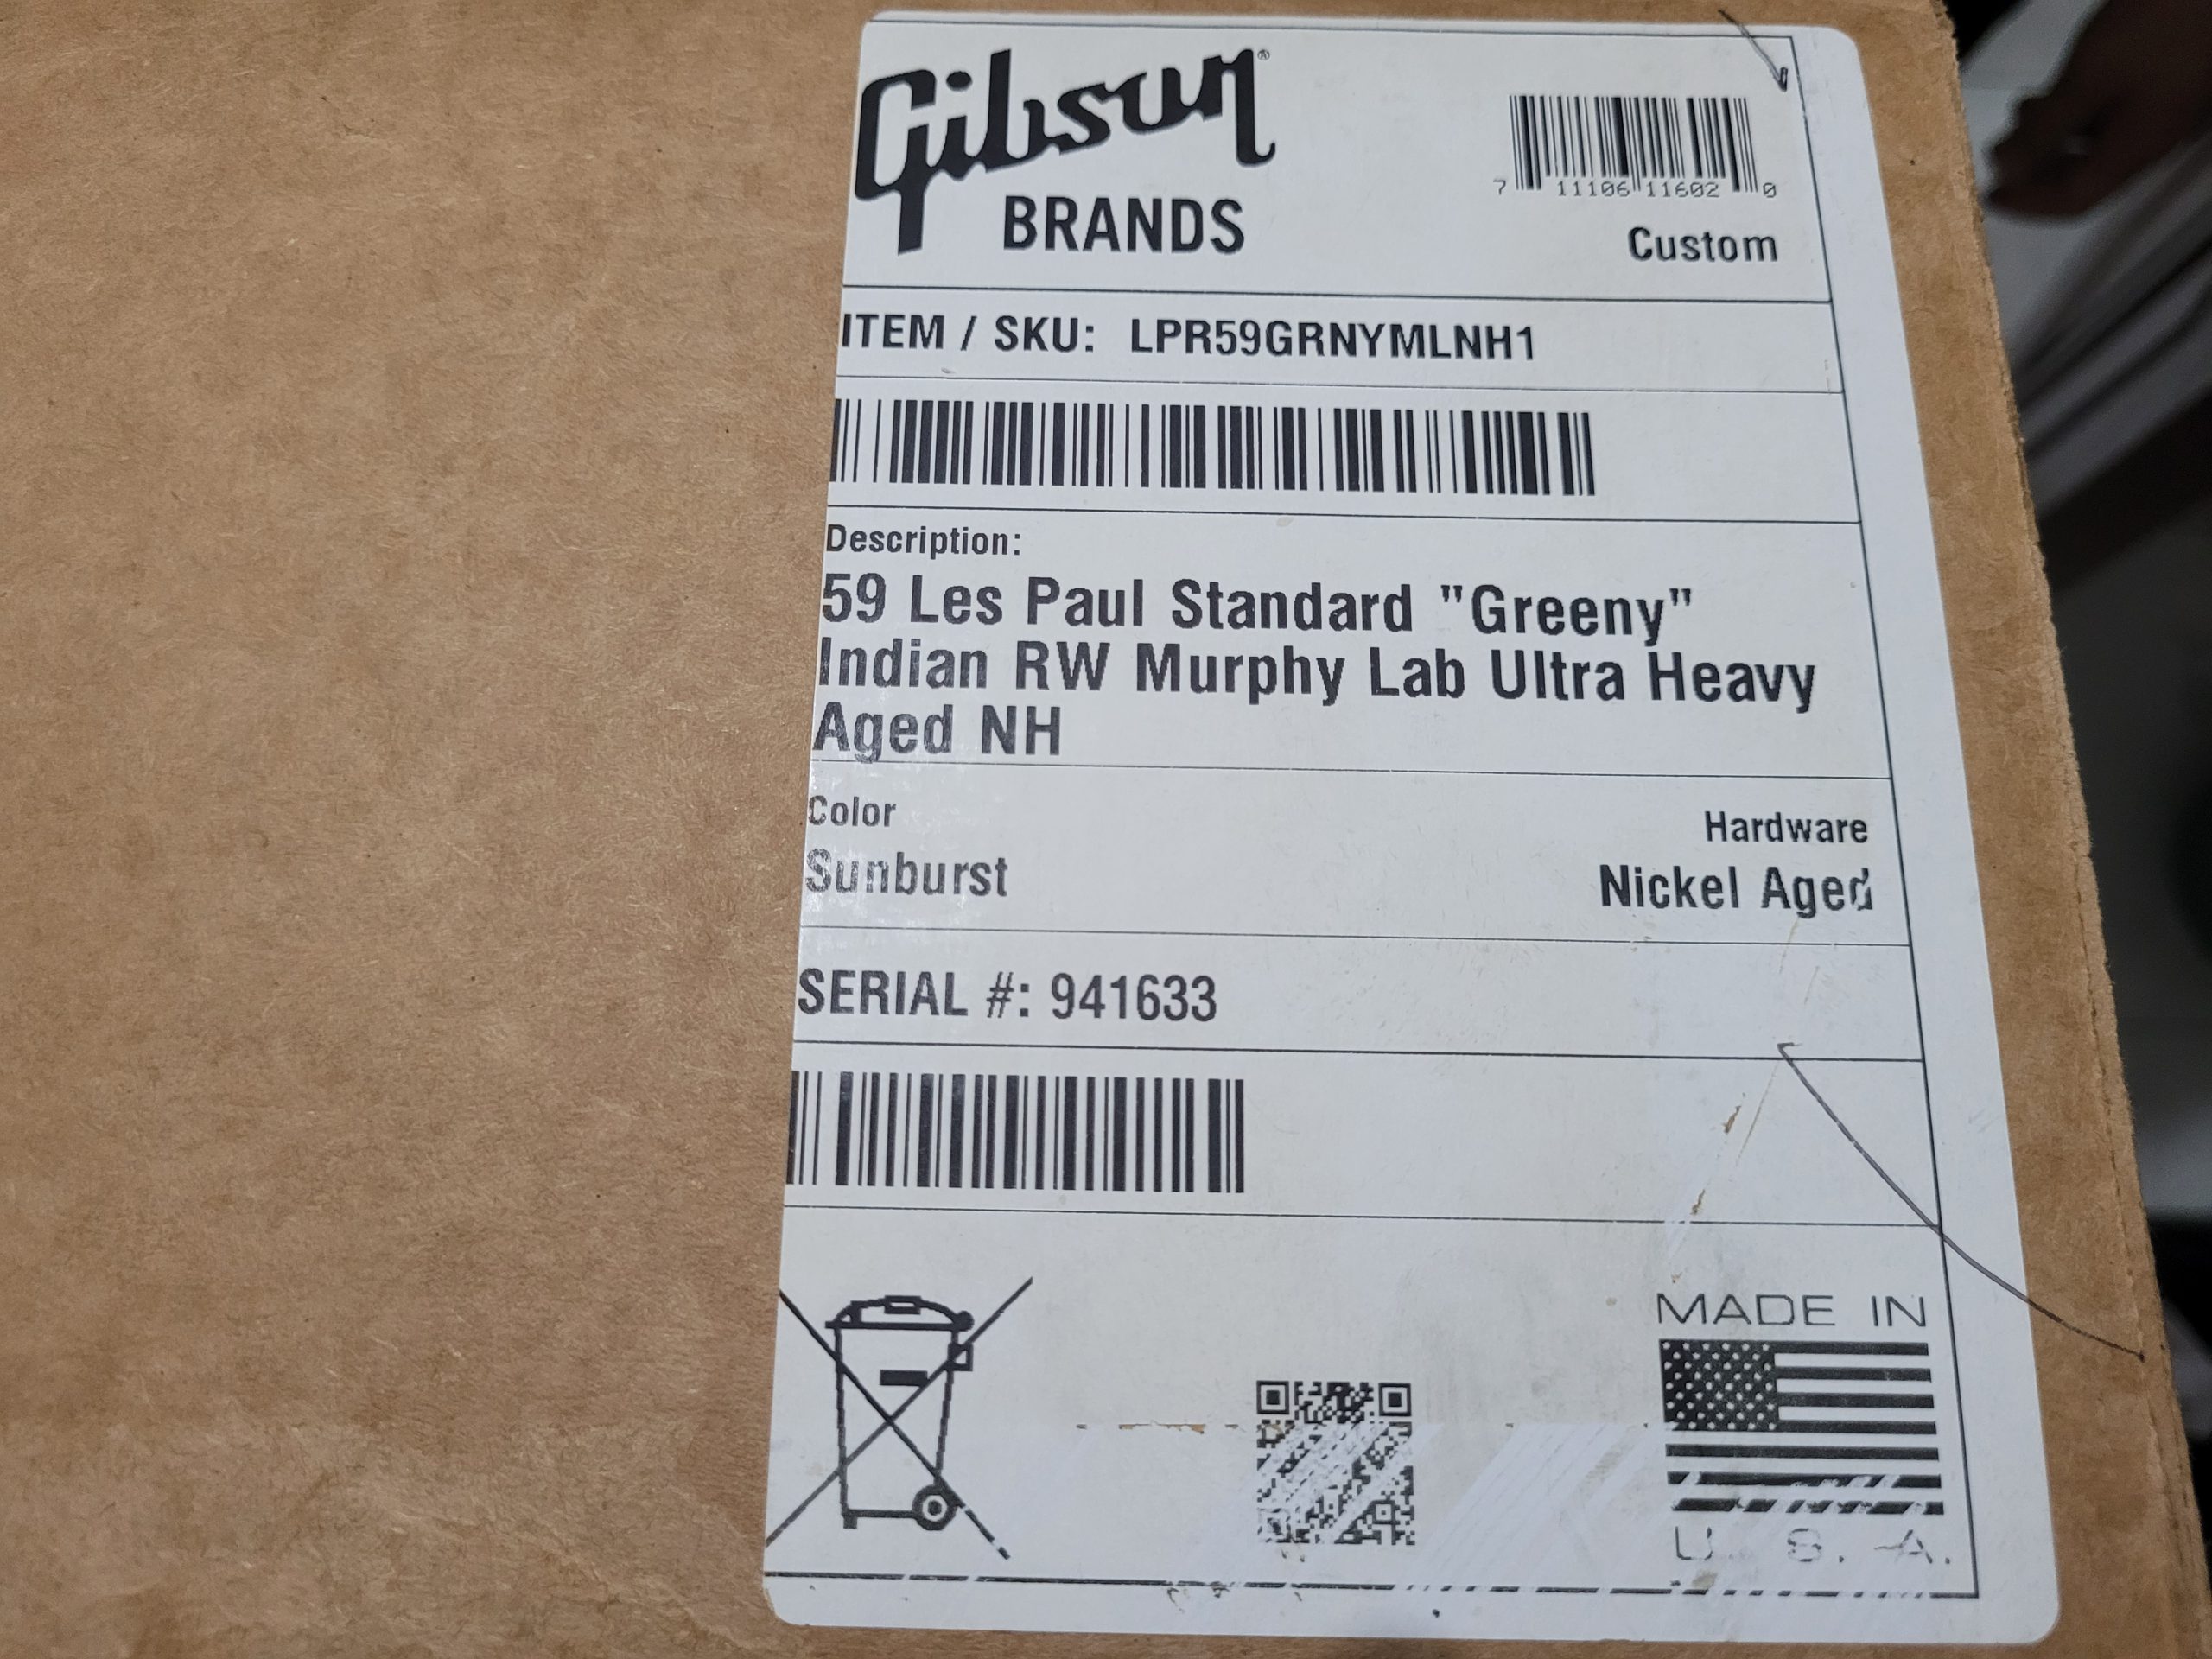 Gibson®
BRANDS
7 11106 11602 0
Custom
ITEM / SKU: LPR59GRNYMLNH1
Description:
59 Les Paul Standard "Greeny"
Indian RW Murphy Lab Ultra Heavy
Aged NH
Color
Sunburst
Hardware
Nickel Aged
SERIAL #: 941633
MADE IN
U. S. A.